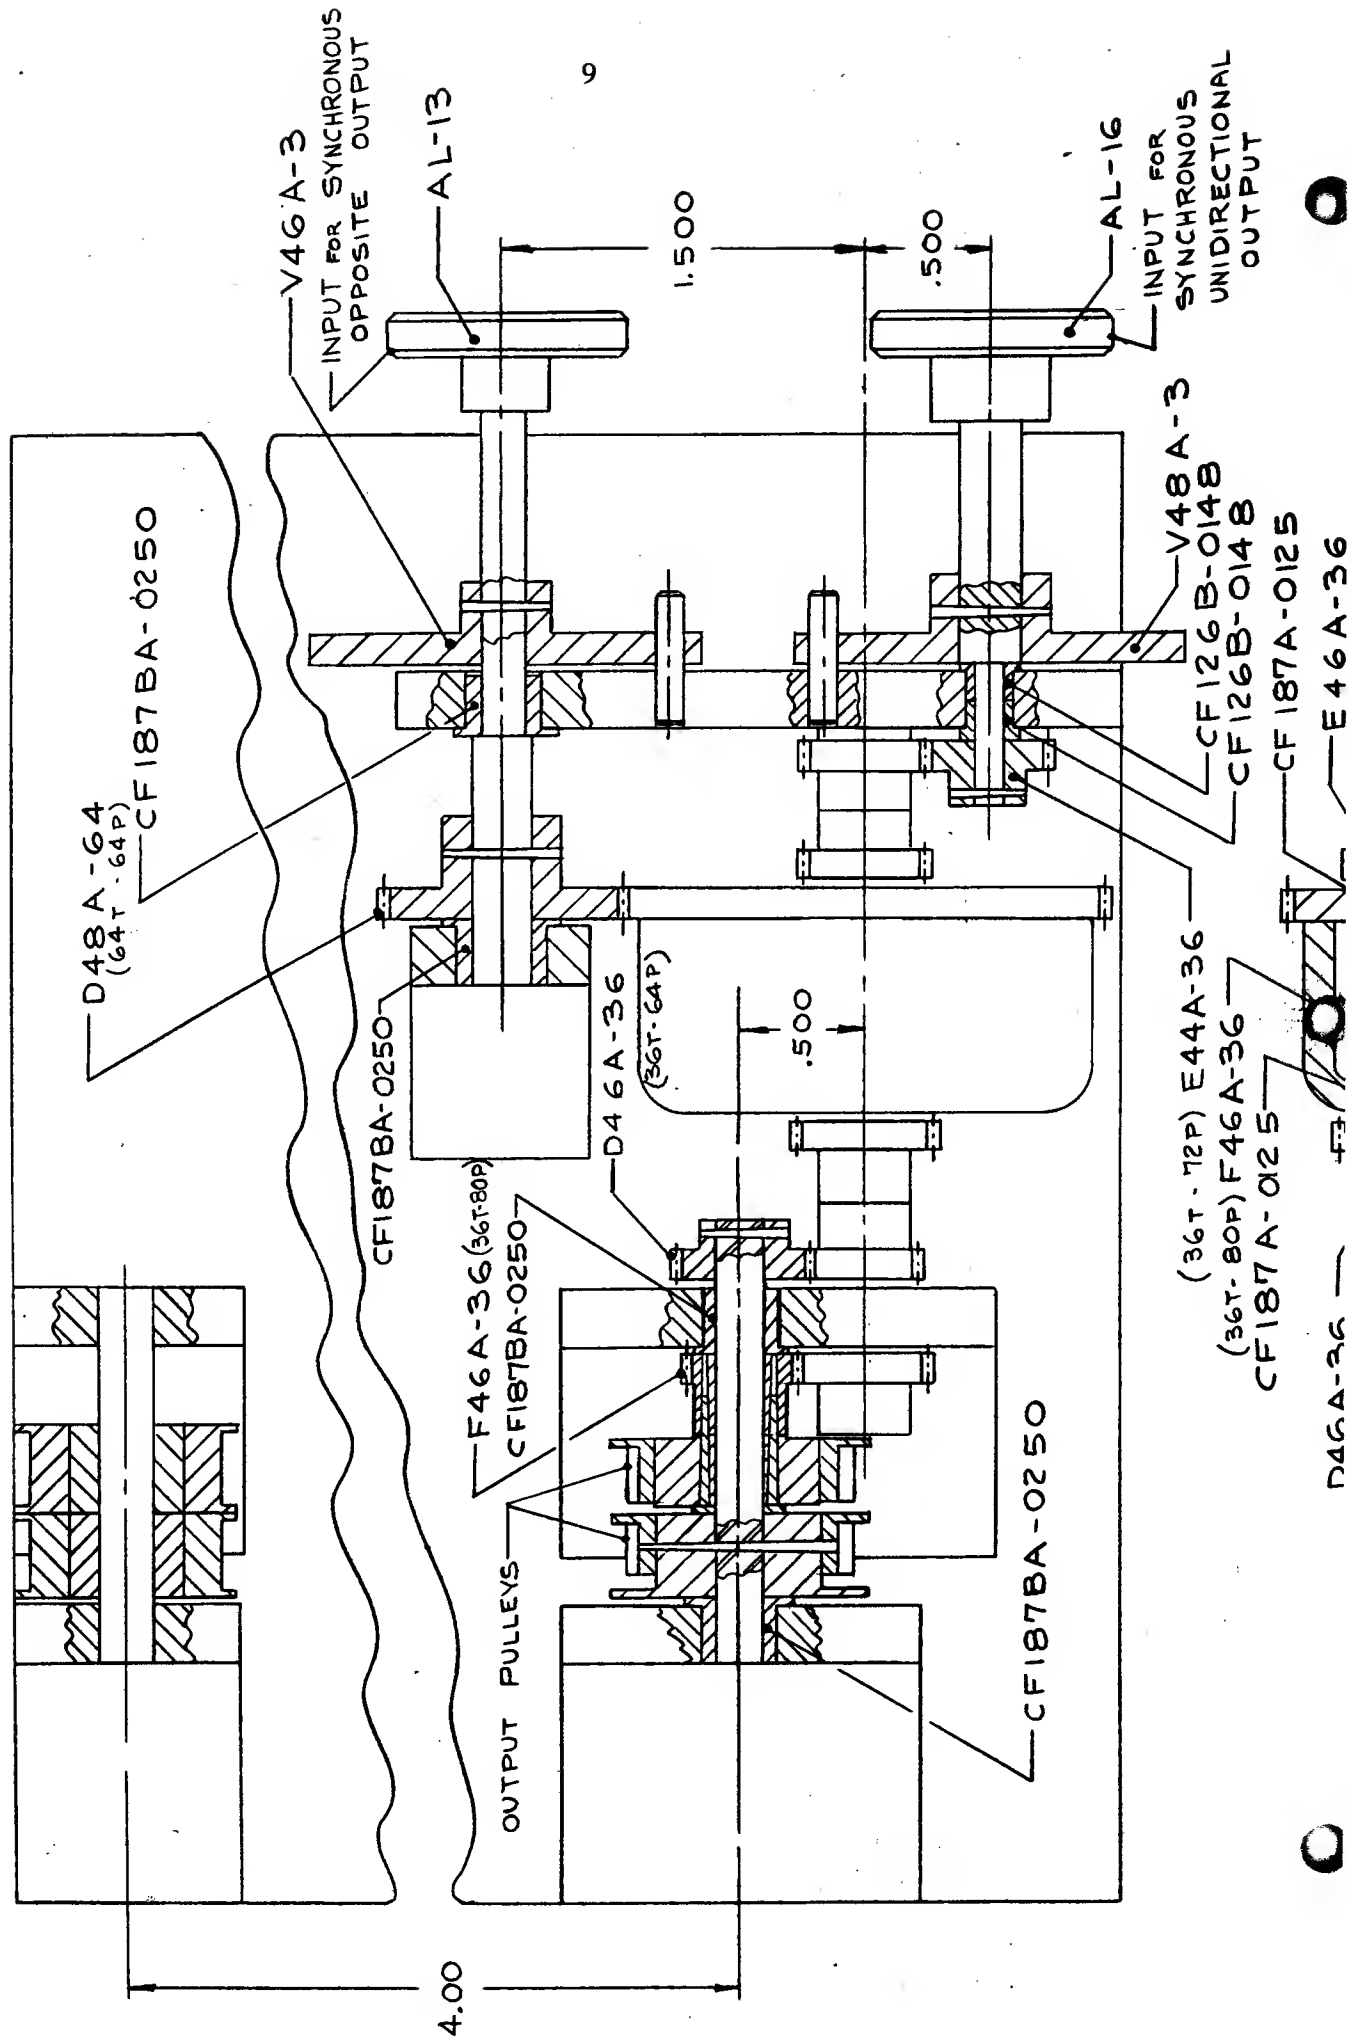 9
V46A-3
INPUT FOR SYNCHRONOUS
OPPOSITE OUTPUT
AL-13
D48A-64
(64T-64P)
CF187BA-0250
CF187BA-0250
1.500
.500
AL-16
INPUT FOR
SYNCHRONOUS
UNIDIRECTIONAL
OUTPUT
D46A-36
(36T-64P)
.500
F46A-36 (36T-80P)
CF187BA-0250
OUTPUT PULLEYS
CF187BA-0250
4.00
V48A-3
CF126B-0148
CF126B-0148
(36T-72P) E44A-36
(36T-80P) F46A-36
CF187A-0125
CF187A-0125
E46A-36
D46A-36